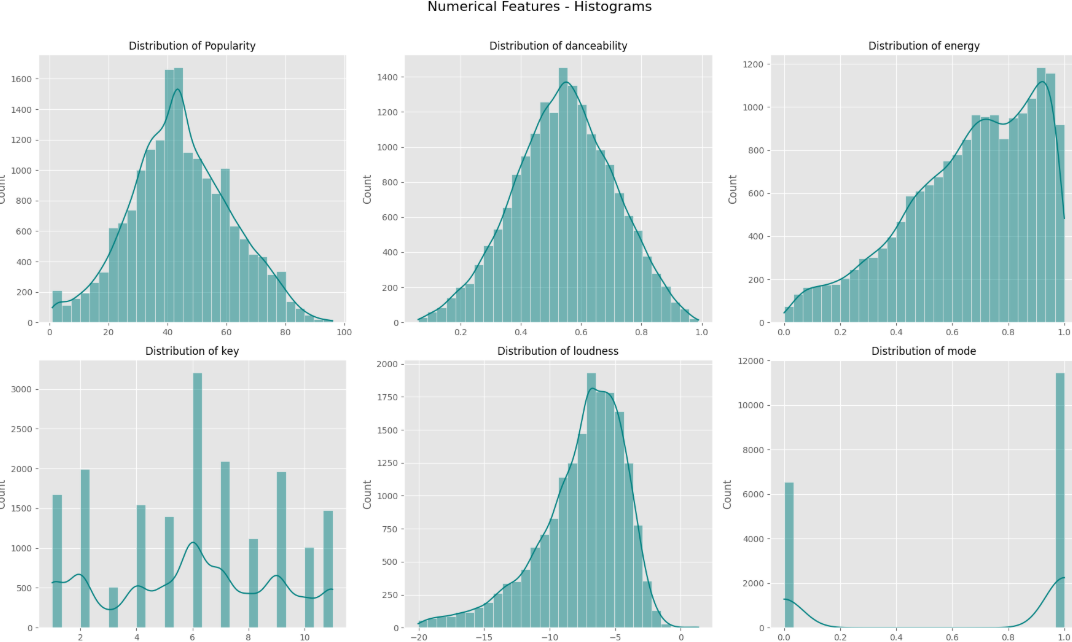 Numerical Features - Histograms
Distribution of Popularity
Distribution of danceability
Distribution of energy
1600
1400
1200
1000
800
600
400
200
0
Count
0 20 40 60 80 100
1400
1200
1000
800
600
400
200
0
Count
0.2 0.4 0.6 0.8 1.0
1200
1000
800
600
400
200
0
Count
0.0 0.2 0.4 0.6 0.8 1.0
Distribution of key
Distribution of loudness
Distribution of mode
3000
2500
2000
1500
1000
500
0
Count
2 4 6 8 10
2000
1750
1500
1250
1000
750
500
250
0
Count
−20 −15 −10 −5 0
12000
10000
8000
6000
4000
2000
0
Count
0.0 0.2 0.4 0.6 0.8 1.0